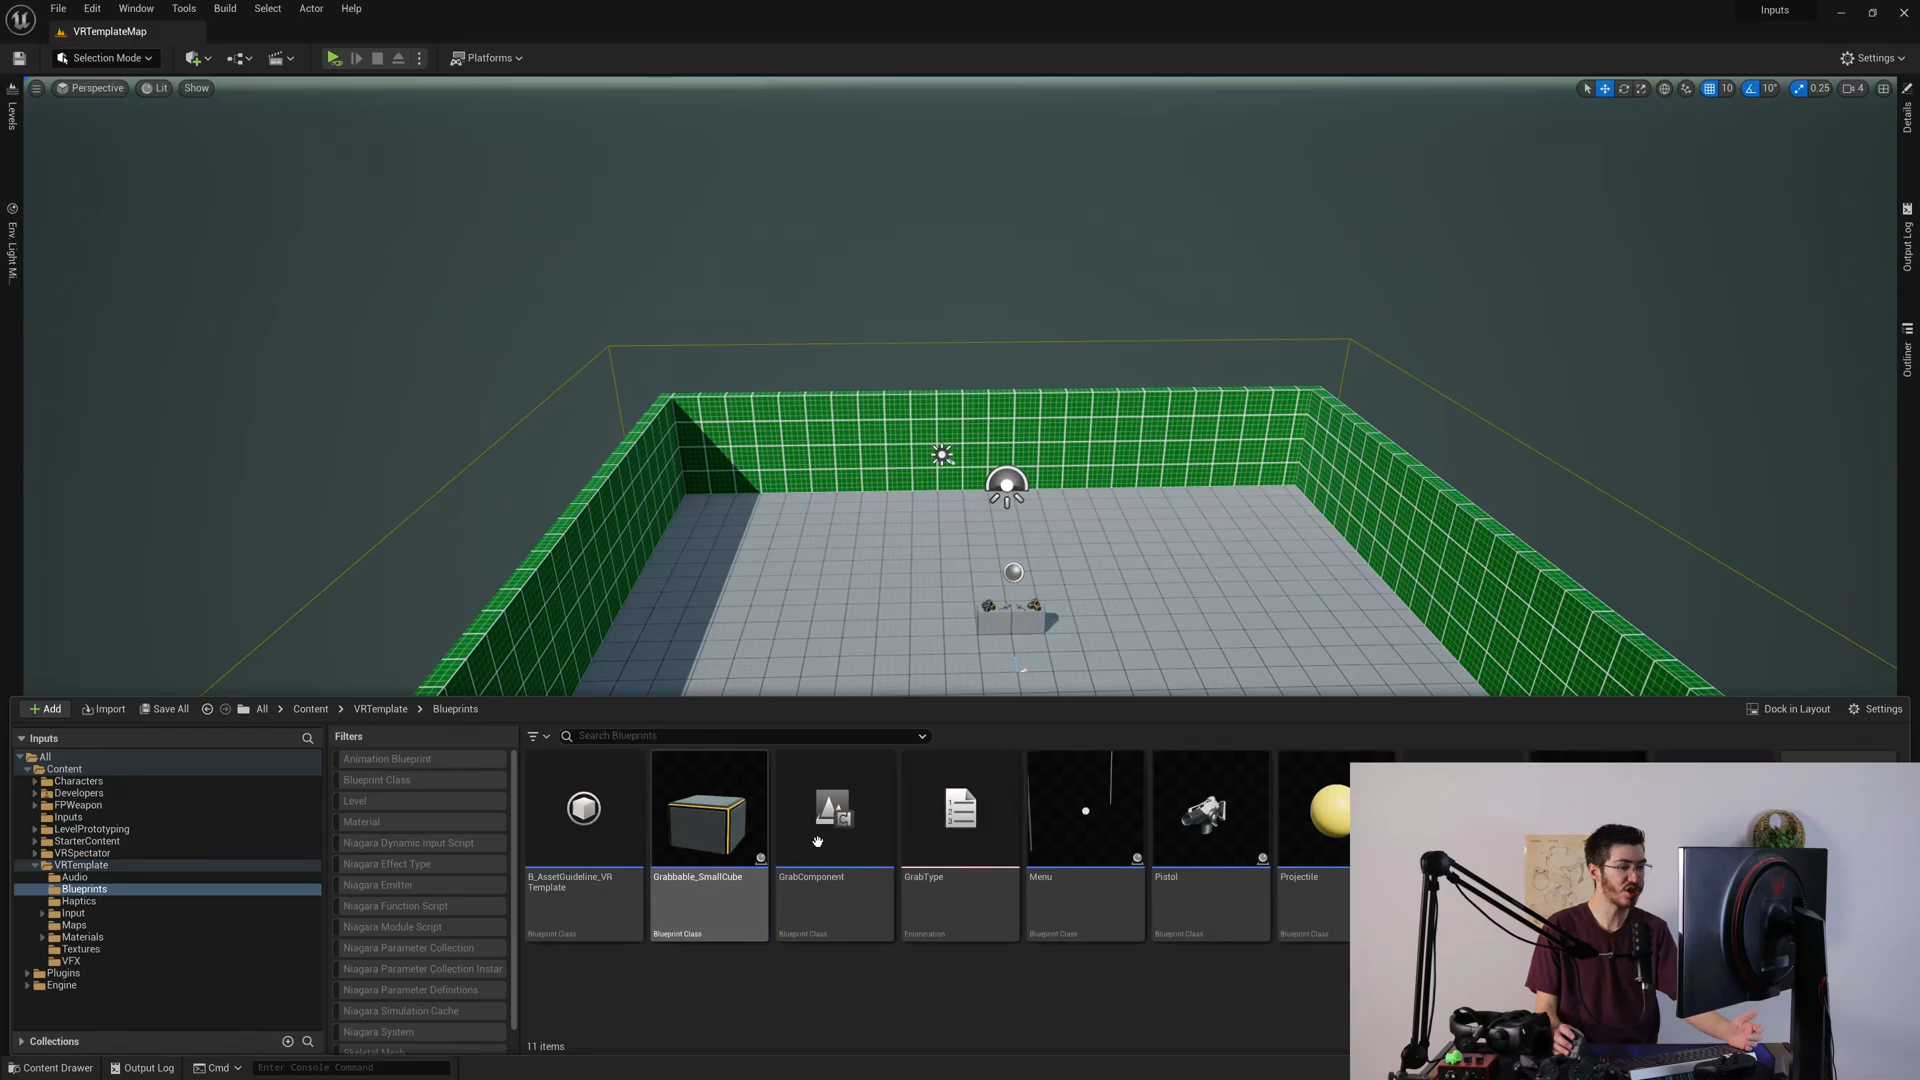 File Edit Window Tools Build Select Actor Help
Inputs
VRTemplateMap
Selection Mode
Platforms
Settings
Perspective Lit Show
10 10° 0.25 4
Levels
Env. Light Mi...
Details
Output Log
Outliner
Add Import Save All All Content VRTemplate Blueprints
Dock in Layout Settings
Inputs
All
Content
Characters
Developers
FPWeapon
Inputs
LevelPrototyping
StarterContent
VRSpectator
VRTemplate
Audio
Blueprints
Haptics
Input
Maps
Materials
Textures
VFX
Plugins
Engine
Collections
Filters
Animation Blueprint
Blueprint Class
Level
Material
Niagara Dynamic Input Script
Niagara Effect Type
Niagara Emitter
Niagara Function Script
Niagara Module Script
Niagara Parameter Collection
Niagara Parameter Collection Instar
Niagara Parameter Definitions
Niagara Simulation Cache
Niagara System
Skeletal Mesh
Search Blueprints
B_AssetGuideline_VR
Template
Blueprint Class
Grabbable_SmallCube
Blueprint Class
GrabComponent
Blueprint Class
GrabType
Enumeration
Menu
Blueprint Class
Pistol
Blueprint Class
Projectile
Blueprint Class
11 items
Content Drawer Output Log Cmd Enter Console Command